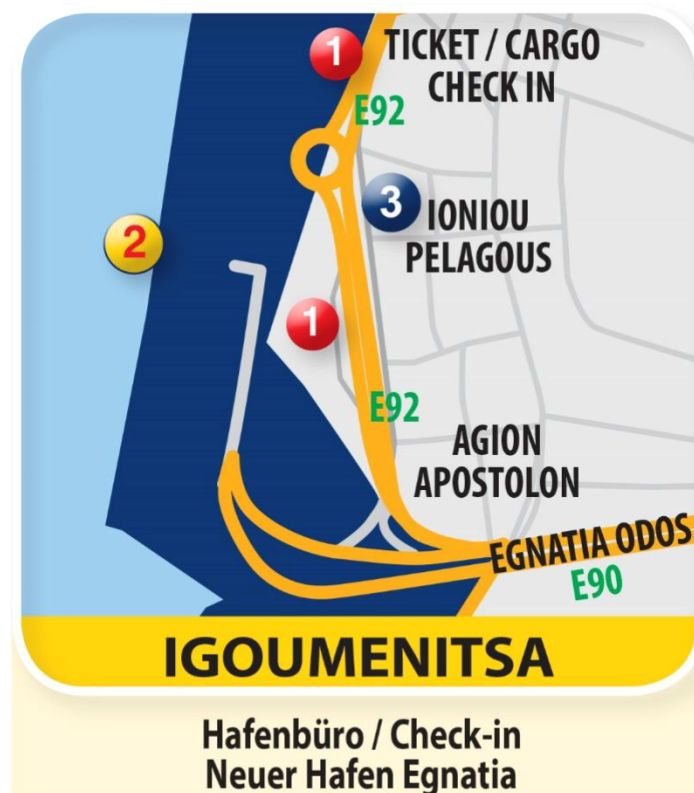 1
TICKET / CARGO
CHECK IN
E92
3
IONIOU
PELAGOUS
2
1
E92
AGION
APOSTOLON
EGNATIA ODOS
E90
IGOUMENITSA
Hafenbüro / Check-in
Neuer Hafen Egnatia